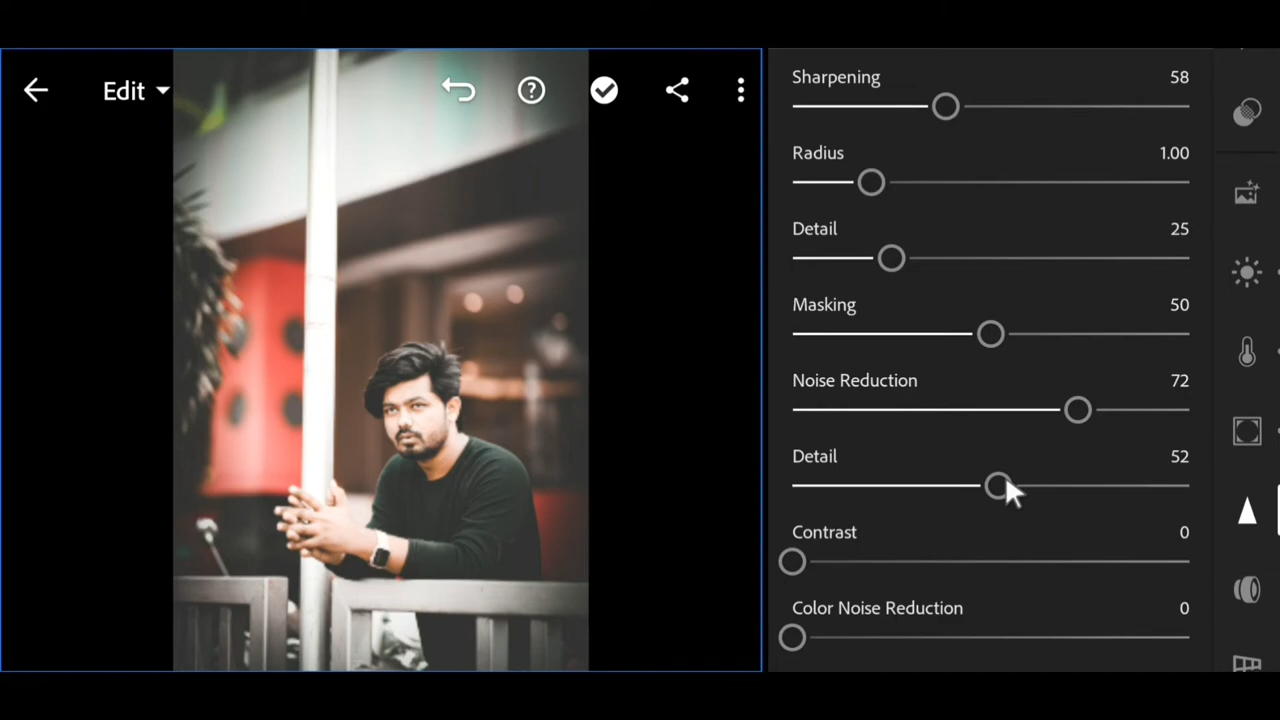 Edit
Sharpening 58
Radius 1.00
Detail 25
Masking 50
Noise Reduction 72
Detail 52
Contrast 0
Color Noise Reduction 0